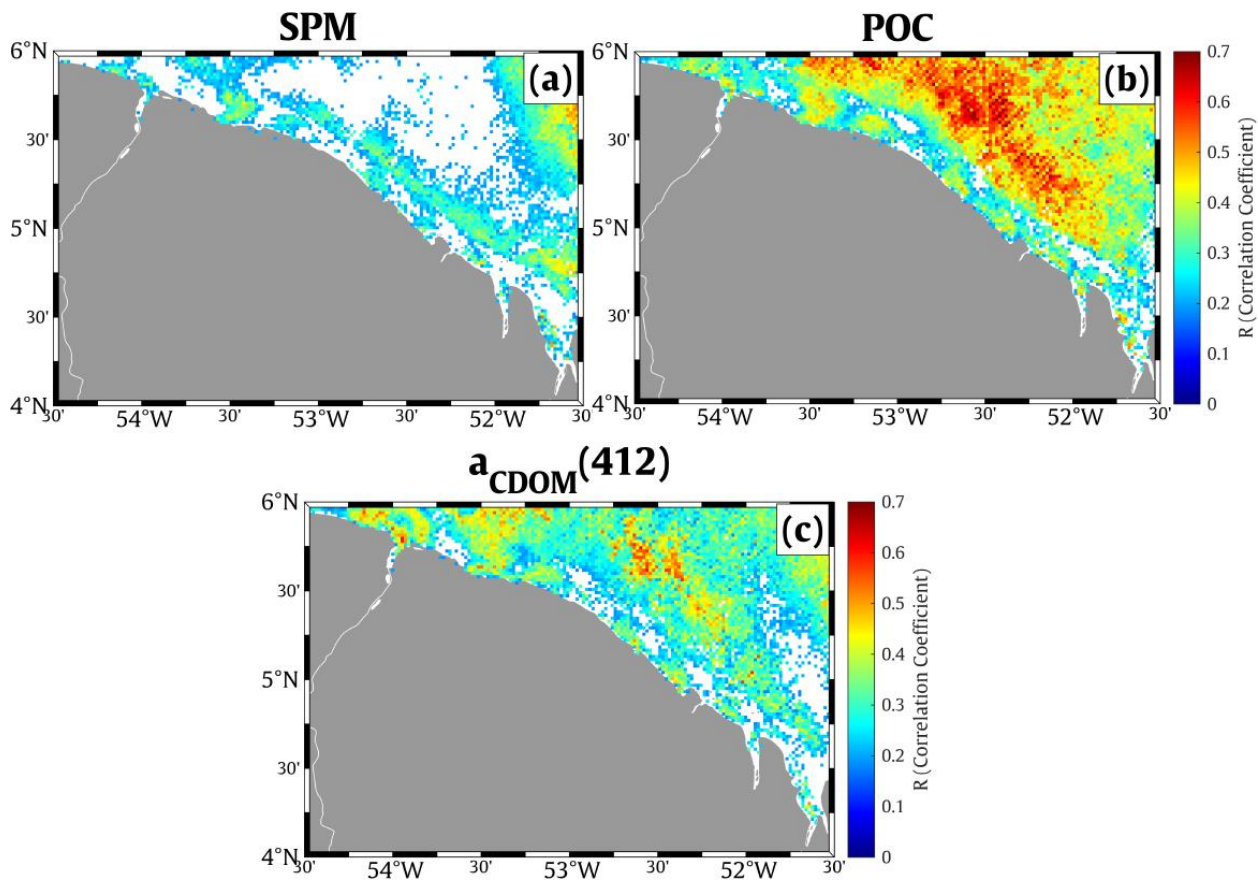 SPM
POC
6°N
(a)
30'
5°N
30'
4°N
30'
54°W
30'
53°W
30'
52°W
30'
6°N
(b)
30'
5°N
30'
4°N
30'
54°W
30'
53°W
30'
52°W
30'
0.7
0.6
0.5
0.4
0.3
0.2
0.1
0
R (Correlation Coefficient)
aCDOM(412)
6°N
(c)
30'
5°N
30'
4°N
30'
54°W
30'
53°W
30'
52°W
30'
0.7
0.6
0.5
0.4
0.3
0.2
0.1
0
R (Correlation Coefficient)